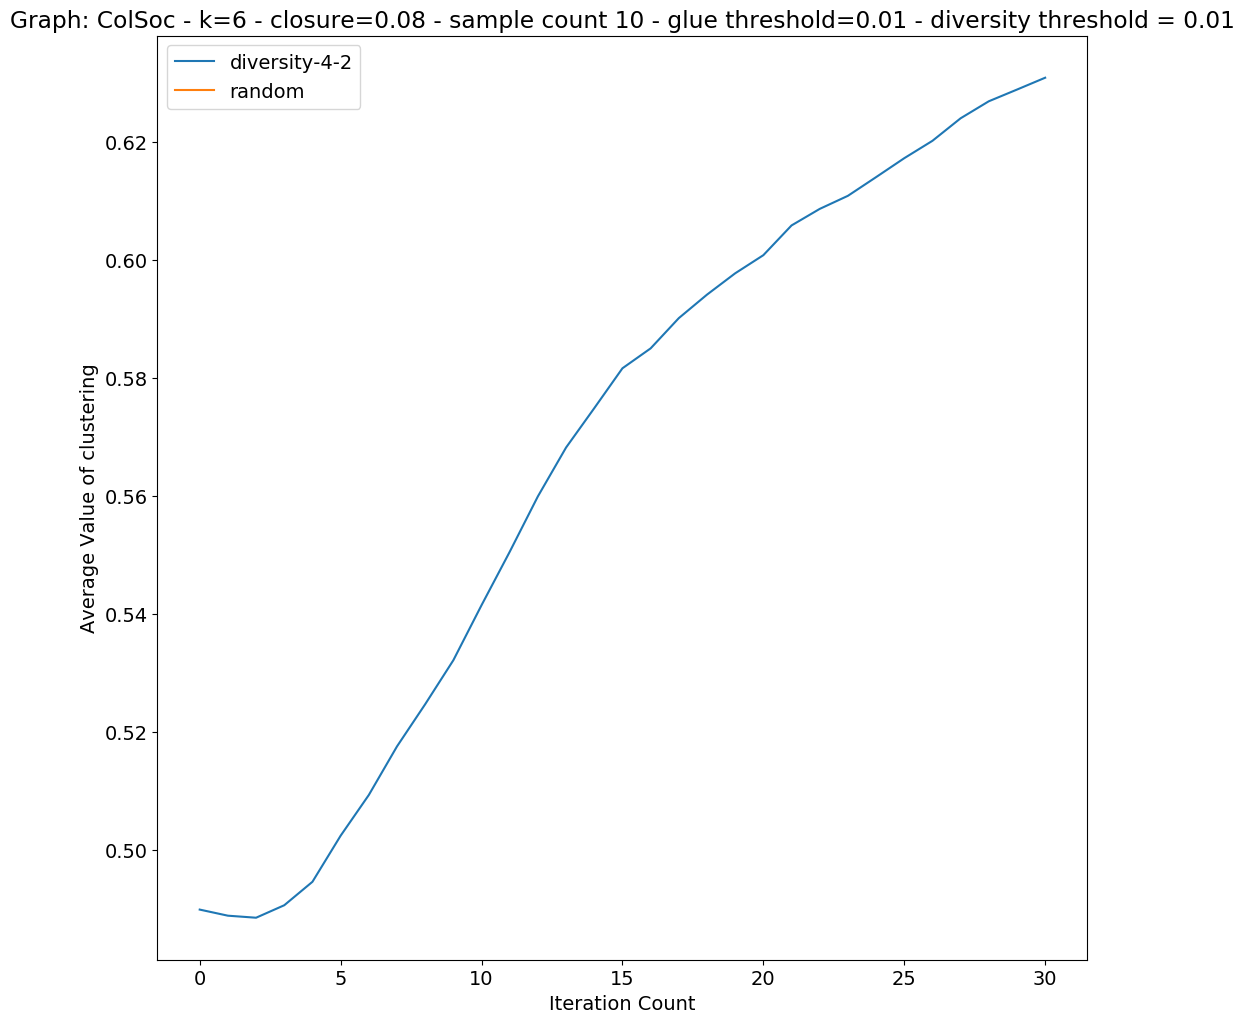 Graph: ColSoc - k=6 - closure=0.08 - sample count 10 - glue threshold=0.01 - diversity threshold = 0.01
diversity-4-2
random
0.62
0.60
0.58
0.56
0.54
0.52
0.50
Average Value of clustering
0 5 10 15 20 25 30
Iteration Count